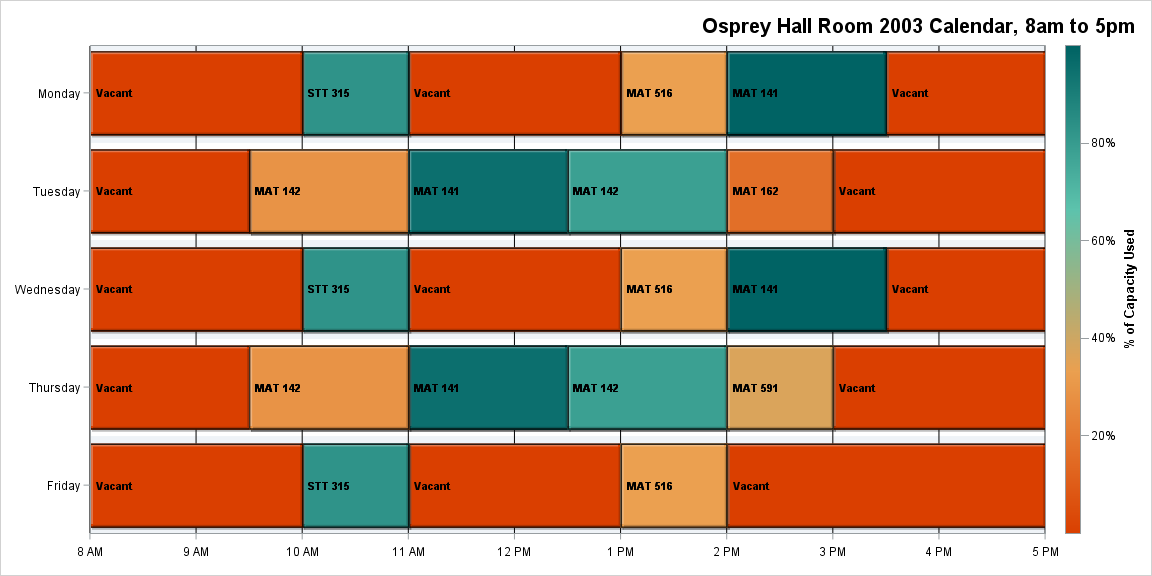 Osprey Hall Room 2003 Calendar, 8am to 5pm
Monday
Vacant
STT 315
Vacant
MAT 516
MAT 141
Vacant
Tuesday
Vacant
MAT 142
MAT 141
MAT 142
MAT 162
Vacant
Wednesday
Vacant
STT 315
Vacant
MAT 516
MAT 141
Vacant
Thursday
Vacant
MAT 142
MAT 141
MAT 142
MAT 591
Vacant
Friday
Vacant
STT 315
Vacant
MAT 516
Vacant
8 AM
9 AM
10 AM
11 AM
12 PM
1 PM
2 PM
3 PM
4 PM
5 PM
80%
60%
40%
20%
% of Capacity Used